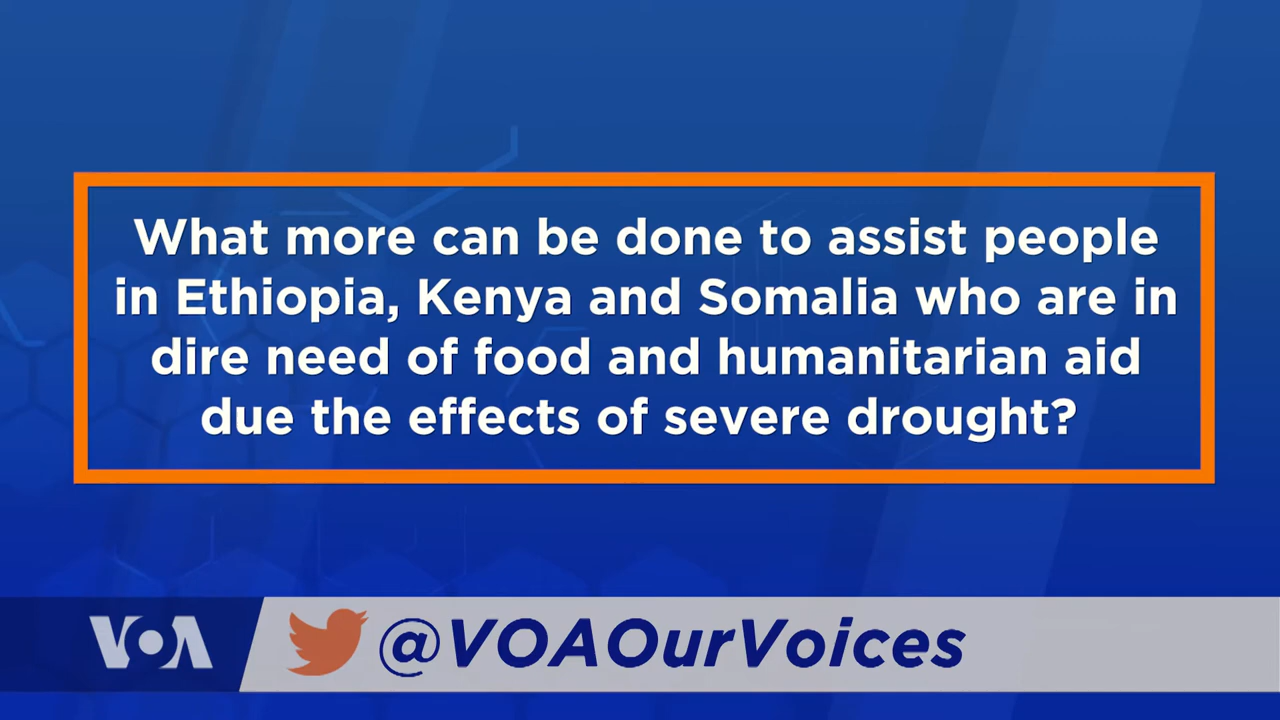 What more can be done to assist people
in Ethiopia, Kenya and Somalia who are in
dire need of food and humanitarian aid
due the effects of severe drought?
VOA @VOAOurVoices